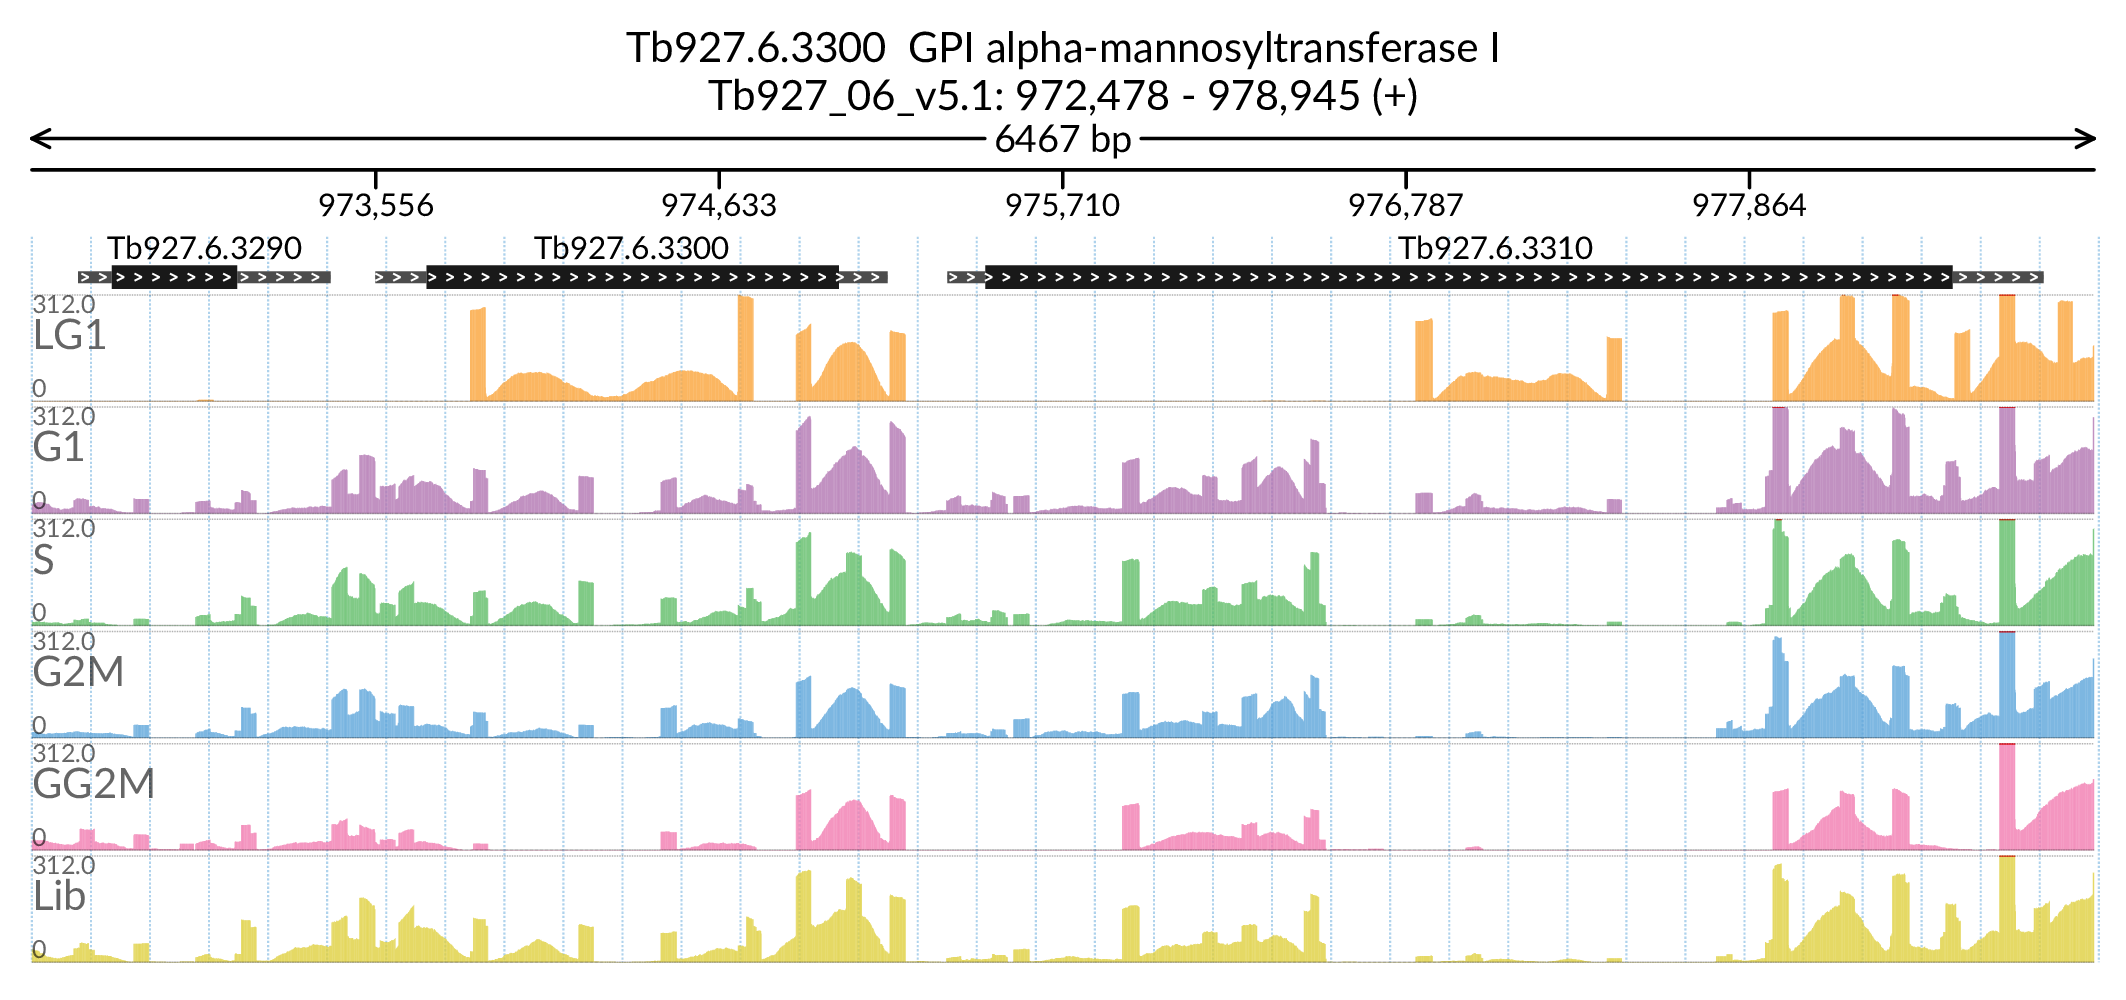 Tb927.6.3300  GPI alpha-mannosyltransferase I
Tb927_06_v5.1: 972,478 - 978,945 (+)
6467 bp
973,556 974,633 975,710 976,787 977,864
Tb927.6.3290 Tb927.6.3300 Tb927.6.3310
312.0
LG1
0
312.0
G1
0
312.0
S
0
312.0
G2M
0
312.0
GG2M
0
312.0
Lib
0